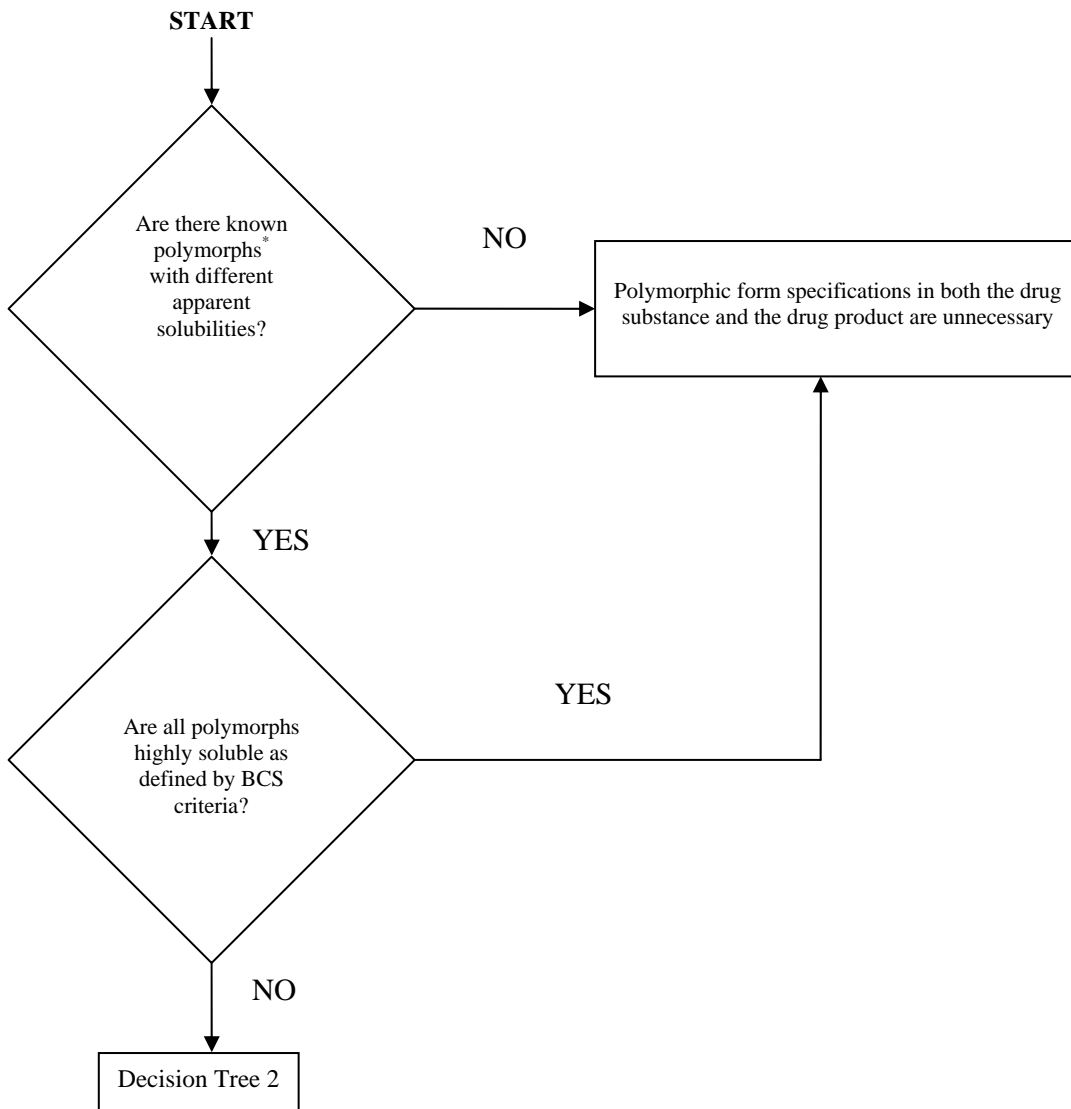 START
Are there known
polymorphs*
with different
apparent
solubilities?
NO
Polymorphic form specifications in both the drug
substance and the drug product are unnecessary
YES
Are all polymorphs
highly soluble as
defined by BCS
criteria?
YES
NO
Decision Tree 2